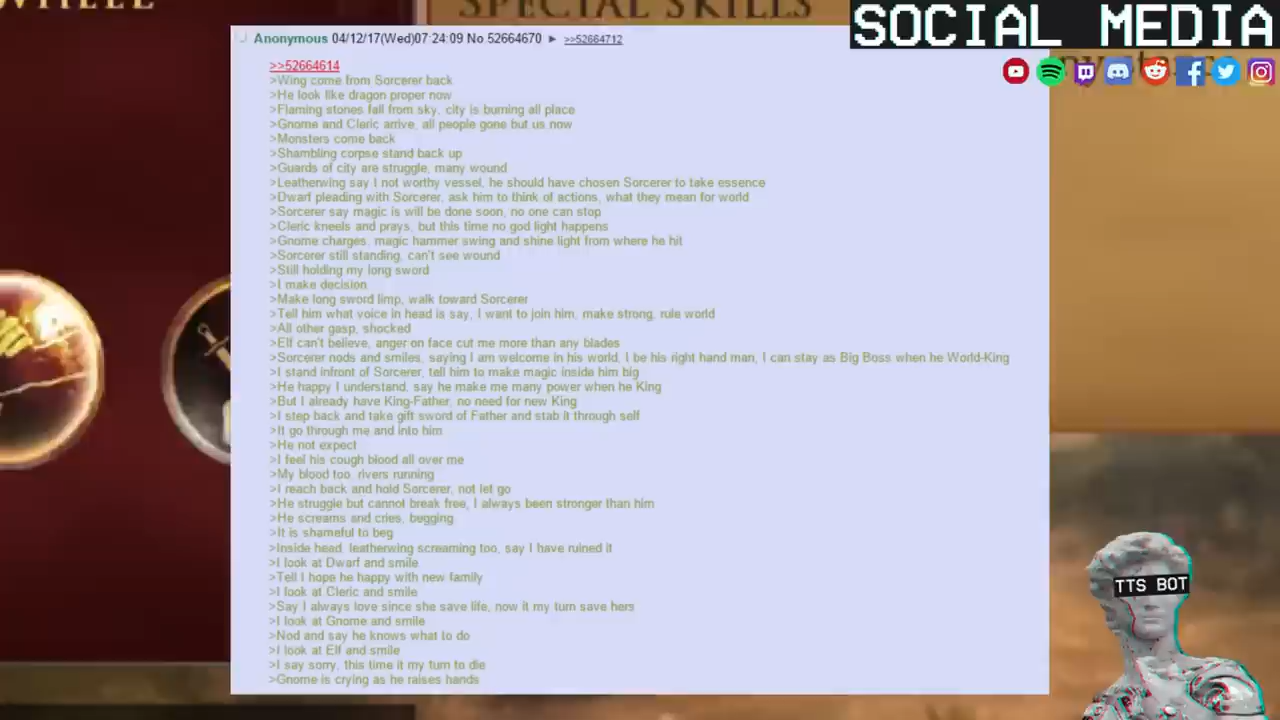 SPECIAL SKILLS
SOCIAL MEDIA
Anonymous 04/12/17(Wed)07:24:09 No 52664670 ▶ >>52664712
>>52664614
>Wing come from Sorcerer back
>He look like dragon proper now
>Flaming stones fall from sky, city is burning all place
>Gnome and Cleric arrive, all people gone but us now
>Monsters come back
>Shambling corpse stand back up
>Guards of city are struggle, many wound
>Leatherwing say I not worthy vessel, he should have chosen Sorcerer to take essence
>Dwarf pleading with Sorcerer, ask him to think of actions, what they mean for world
>Sorcerer say magic is will be done soon, no one can stop
>Cleric kneels and prays, but this time no god light happens
>Gnome charges, magic hammer swing and shine light from where he hit
>Sorcerer still standing, can't see wound
>Still holding my long sword
>I make decision
>Make long sword limp, walk toward Sorcerer
>Tell him what voice in head is say, I want to join him, make strong, rule world
>All other gasp, shocked
>Elf can't believe, anger on face cut me more than any blades
>Sorcerer nods and smiles, saying I am welcome in his world, I be his right hand man, I can stay as Big Boss when he World-King
>I stand infront of Sorcerer, tell him to make magic inside him big
>He happy I understand, say he make me many power when he King
>But I already have King-Father, no need for new King
>I step back and take gift sword of Father and stab it through self
>It go through me and into him
>He not expect
>I feel his cough blood all over me
>My blood too, rivers running
>I reach back and hold Sorcerer, not let go
>He struggle but cannot break free, I always been stronger than him
>He screams and cries, begging
>It is shameful to beg
>Inside head, leatherwing screaming too, say I have ruined it
>I look at Dwarf and smile
>Tell I hope he happy with new family
>I look at Cleric and smile
>Say I always love since she save life, now it my turn save hers
>I look at Gnome and smile
>Nod and say he knows what to do
>I look at Elf and smile
>I say sorry, this time it my turn to die
>Gnome is crying as he raises hands
TTS BOT